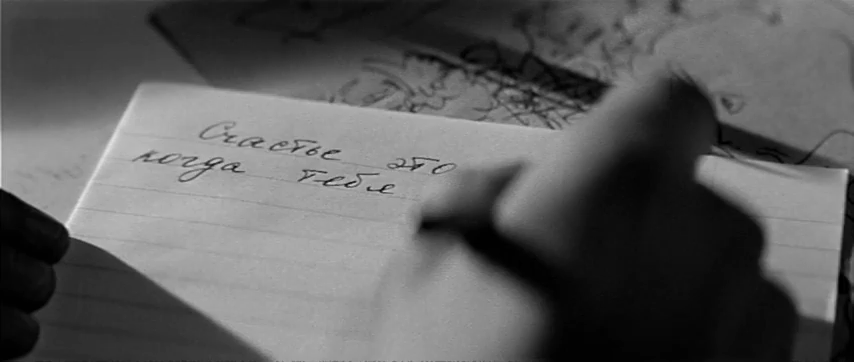 Счастье это
когда тебя